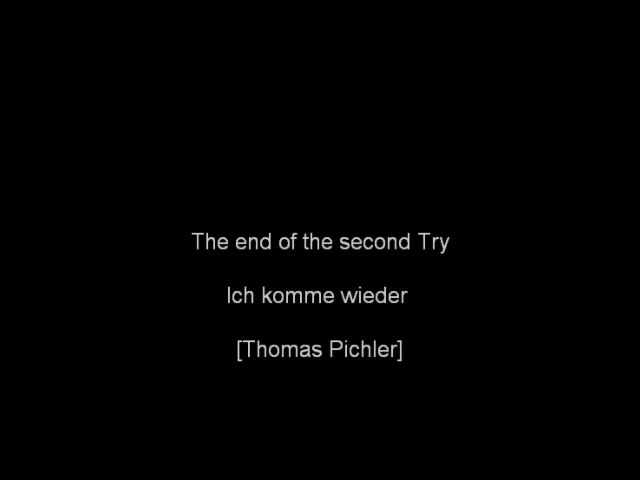 The end of the second Try
Ich komme wieder
[Thomas Pichler]